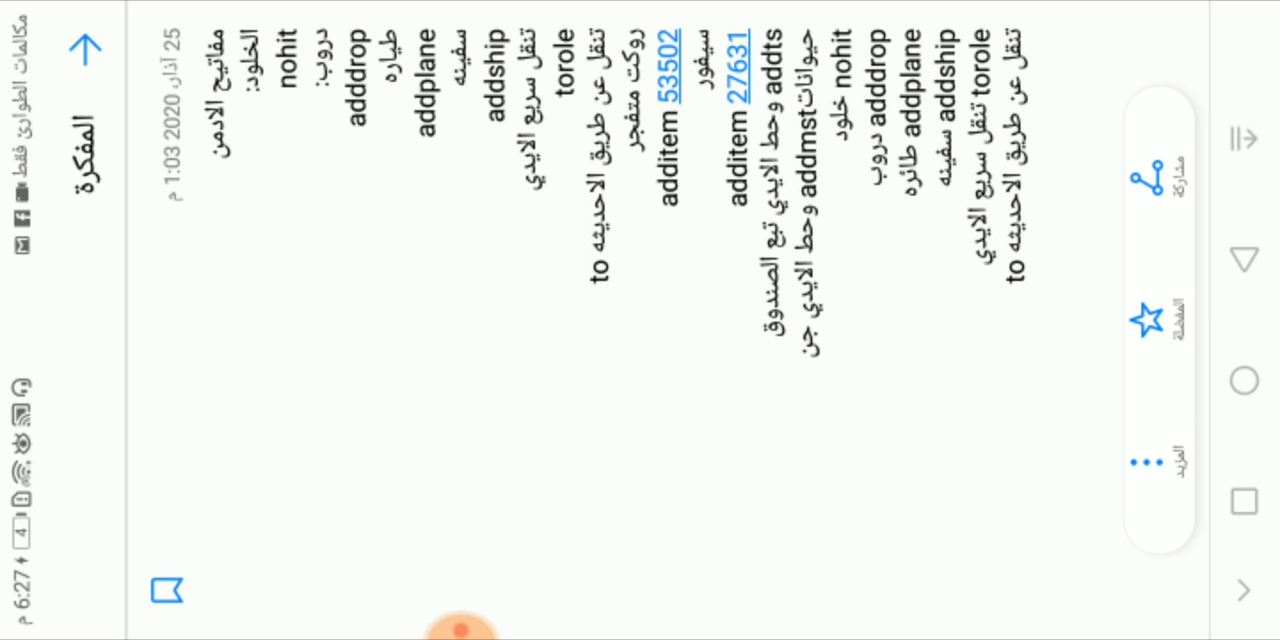 مكالمات الطوارئ فقط
4
6:27 م
المفكرة
25 آذار، 2020 1:03 م
مفاتيح الادمن
الخلود:
nohit
دروب:
adddrop
طياره
addplane
سفينه
addship
تنقل سريع الايدي
torole
تنقل عن طريق الاحديثه to
روكت متفجر
additem 53502
سيفور
additem 27631
addts وحط الايدي تبع الصندوق
حيوانات addmst وحط الايدي جن
nohit خلود
adddrop دروب
addplane طائره
addship سفينه
torole تنقل سريع الايدي
تنقل عن طريق الاحديثه to
مشاركة
المفضلة
المزيد